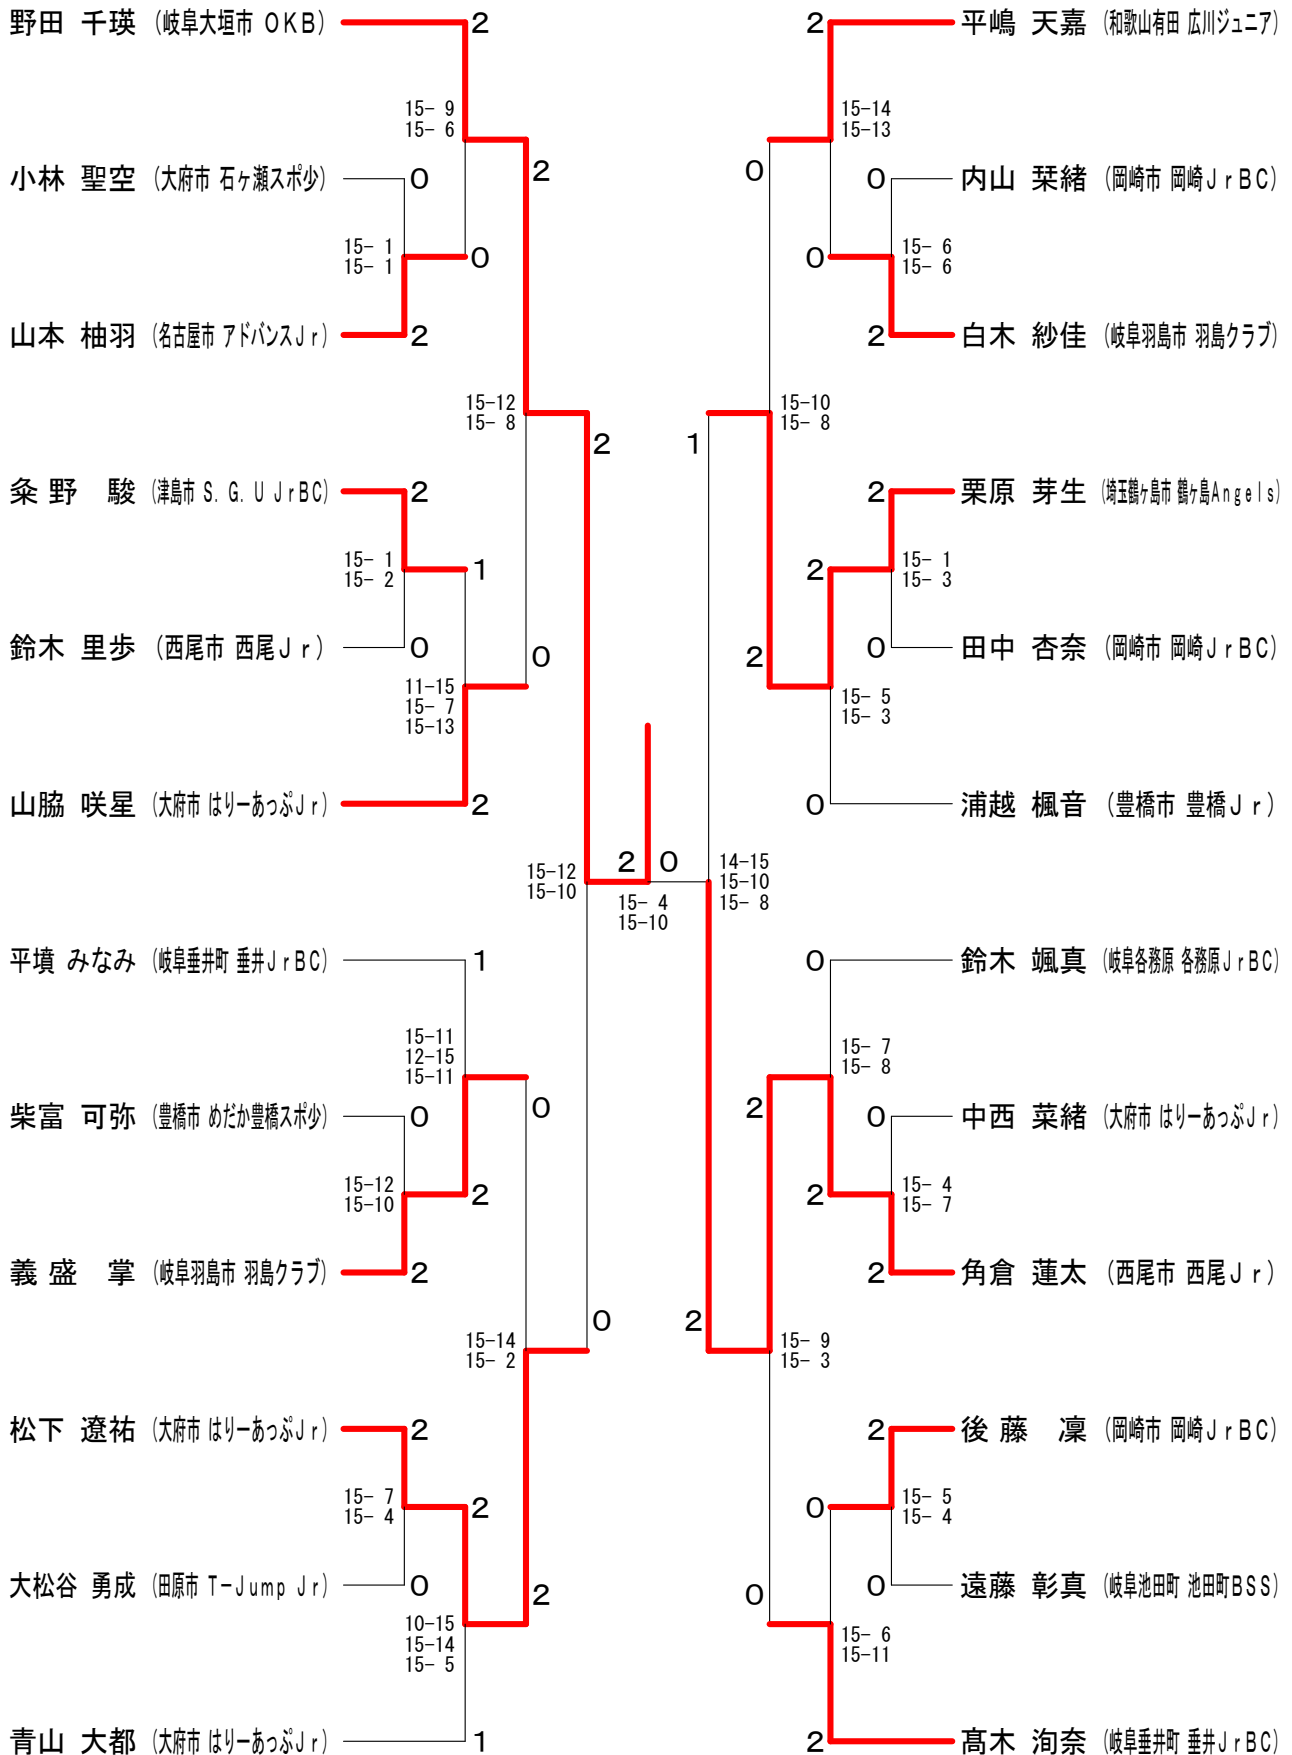 野田 千瑛 (岐阜大垣市 OKB) 2
2 平嶋 天嘉 (和歌山有田 広川ジュニア)
15- 9
15- 6
15-14
15-13
2
0
小林 聖空 (大府市 石ヶ瀬スポ少) 0
0 内山 栞緒 (岡崎市 岡崎JrBC)
15- 1
15- 1
0
0
15- 6
15- 6
山本 柚羽 (名古屋市 アドバンスJr) 2
2 白木 紗佳 (岐阜羽島市 羽島クラブ)
15-12
15- 8
2
1
15-10
15- 8
粂野 駿 (津島市 S.G.U JrBC) 2
2 栗原 芽生 (埼玉鶴ヶ島市 鶴ヶ島Angels)
15- 1
15- 2
1
2
15- 1
15- 3
鈴木 里歩 (西尾市 西尾Jr) 0
0
2
0 田中 杏奈 (岡崎市 岡崎JrBC)
11-15
15- 7
15-13
15- 5
15- 3
山脇 咲星 (大府市 はりーあっぷJr) 2
0 浦越 楓音 (豊橋市 豊橋Jr)
15-12
15-10
2 0
15- 4
15-10
14-15
15-10
15- 8
平墳 みなみ (岐阜垂井町 垂井JrBC) 1
0 鈴木 颯真 (岐阜各務原 各務原JrBC)
15-11
12-15
15-11
15- 7
15- 8
柴富 可弥 (豊橋市 めだか豊橋スポ少) 0
0
2
0 中西 菜緒 (大府市 はりーあっぷJr)
15-12
15-10
2
2
15- 4
15- 7
義盛 掌 (岐阜羽島市 羽島クラブ) 2
2 角倉 蓮太 (西尾市 西尾Jr)
15-14
15- 2
0
2
15- 9
15- 3
松下 遼祐 (大府市 はりーあっぷJr) 2
2 後藤 凜 (岡崎市 岡崎JrBC)
15- 7
15- 4
2
0
15- 5
15- 4
大松谷 勇成 (田原市 T-Jump Jr) 0
2
0
0 遠藤 彰真 (岐阜池田町 池田町BSS)
10-15
15-14
15- 5
15- 6
15-11
青山 大都 (大府市 はりーあっぷJr) 1
2 髙木 洵奈 (岐阜垂井町 垂井JrBC)